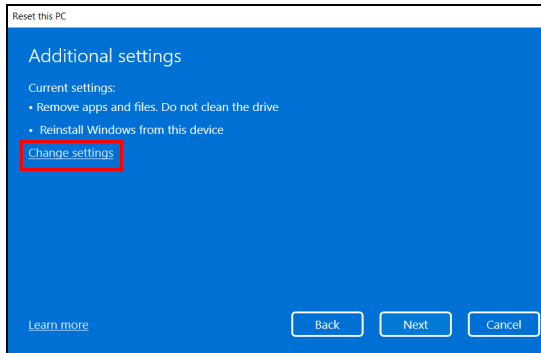 Reset this PC
Additional settings
Current settings:
• Remove apps and files. Do not clean the drive
• Reinstall Windows from this device
Change settings
Learn more
Back
Next
Cancel